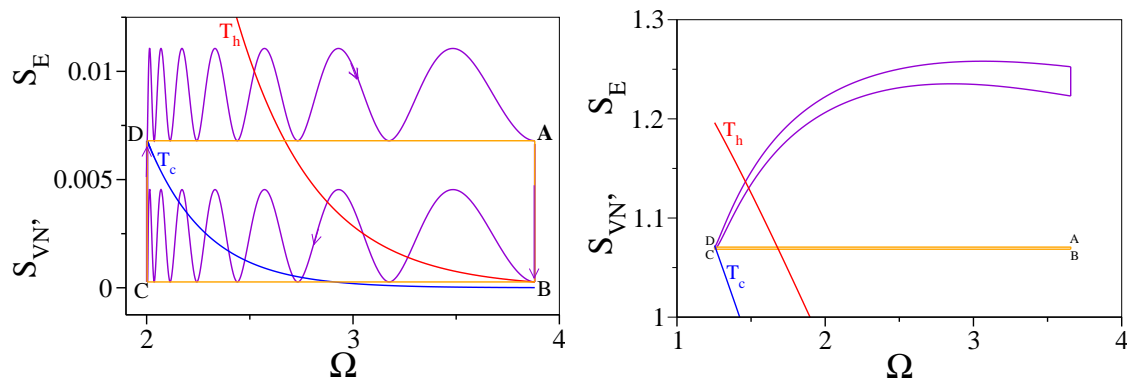 S_VN, S_E
0.01
0.005
0
T_h
D
A
T_c
C
B
2
3
4
Ω
S_VN, S_E
1.3
1.2
1.1
1
T_h
D
C
A
B
T_c
1
2
3
4
Ω